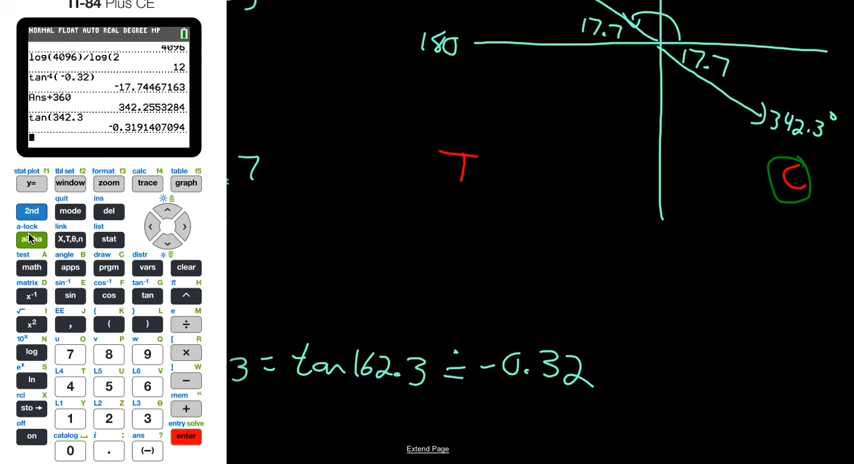 TI-84 Plus CE
NORMAL FLOAT AUTO REAL DEGREE MP
4096
log(4096)/log(2
12
tan⁻¹(-0.32)
-17.74467163
Ans+360
342.2553284
tan(342.3
-0.3191407094
stat plot f1 tbl set f2 format f3 calc f4 table f5
y= window zoom trace graph
quit ins
2nd mode del
a-lock link list
alpha X,T,θ,n stat
test A angle B draw C distr
math apps prgm vars clear
matrix D sin⁻¹ E cos⁻¹ F tan⁻¹ G π H
x⁻¹ sin cos tan ^
√ I EE J { K } L e M
x² , ( ) ÷
10ˣ N u O v P w Q [ R
log 7 8 9 ×
eˣ S L4 T L5 U L6 V ] W
ln 4 5 6 −
rcl X L1 Y L2 Z L3 θ mem "
sto→ 1 2 3 +
off catalog i : ans ? entry solve
on 0 . (−) enter
17.7
180
17.7
342.3°
= 7
T
C
3 = tan 162.3 ≐ -0.32
Extend Page